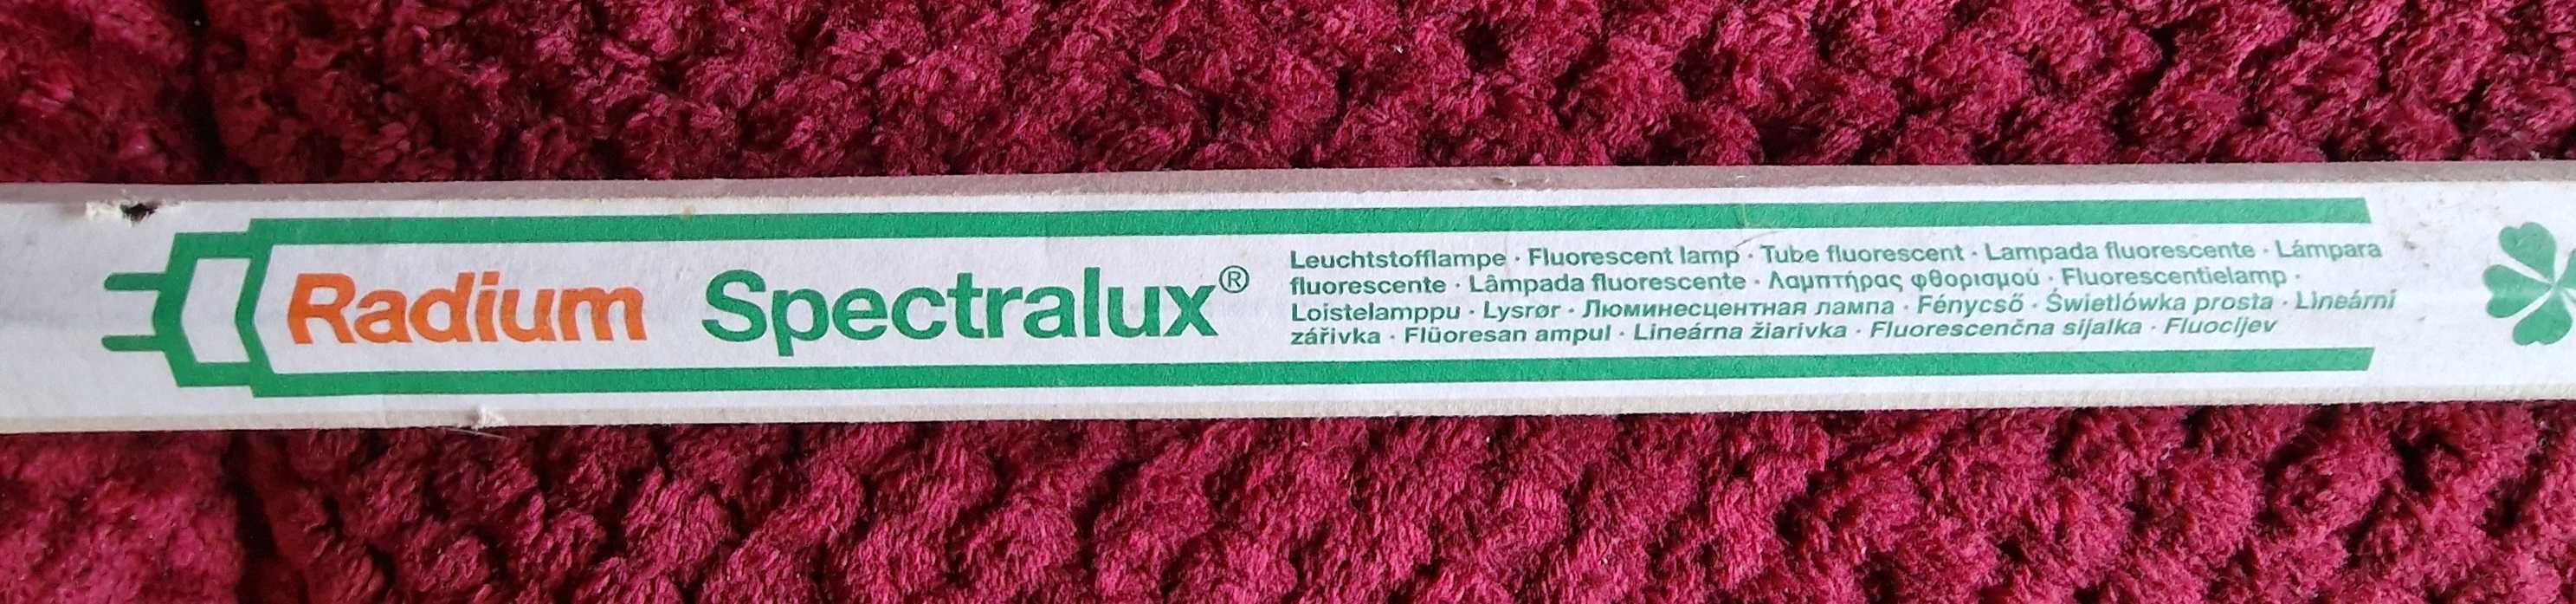 Radium Spectralux®
Leuchtstofflampe · Fluorescent lamp · Tube fluorescent · Lampada fluorescente · Lámpara
fluorescente · Lâmpada fluorescente · Λαμπτήρας φθορισμού · Fluorescentielamp ·
Loistelamppu · Lysrør · Люминесцентная лампа · Fénycső · Świetlówka prosta · Lineární
zářivka · Flüoresan ampul · Lineárna žiarivka · Fluorescenčna sijalka · Fluocijev